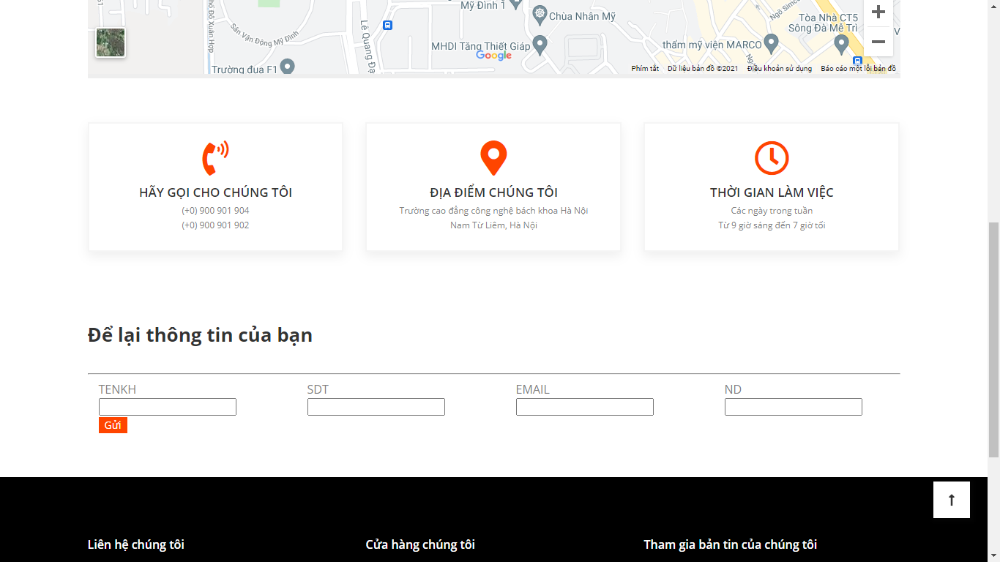 Mỹ Đình 1
Chùa Nhân Mỹ
Ngõ Simco
Tòa Nhà CT5
Sông Đà Mễ Trì
Sân Vận Động Mỹ Đình
Lê Quang Đạ
MHDI Tăng Thiết Giáp
thẩm mỹ viện MARCO
Đỗ Xuân Hợp
Trường đua F1
Google
Phím tắt
Dữ liệu bản đồ ©2021
Điều khoản sử dụng
Báo cáo một lỗi bản đồ
HÃY GỌI CHO CHÚNG TÔI
(+0) 900 901 904
(+0) 900 901 902
ĐỊA ĐIỂM CHÚNG TÔI
Trường cao đẳng công nghệ bách khoa Hà Nội
Nam Từ Liêm, Hà Nội
THỜI GIAN LÀM VIỆC
Các ngày trong tuần
Từ 9 giờ sáng đến 7 giờ tối
Để lại thông tin của bạn
TENKH
SDT
EMAIL
ND
Gửi
Liên hệ chúng tôi
Cửa hàng chúng tôi
Tham gia bản tin của chúng tôi